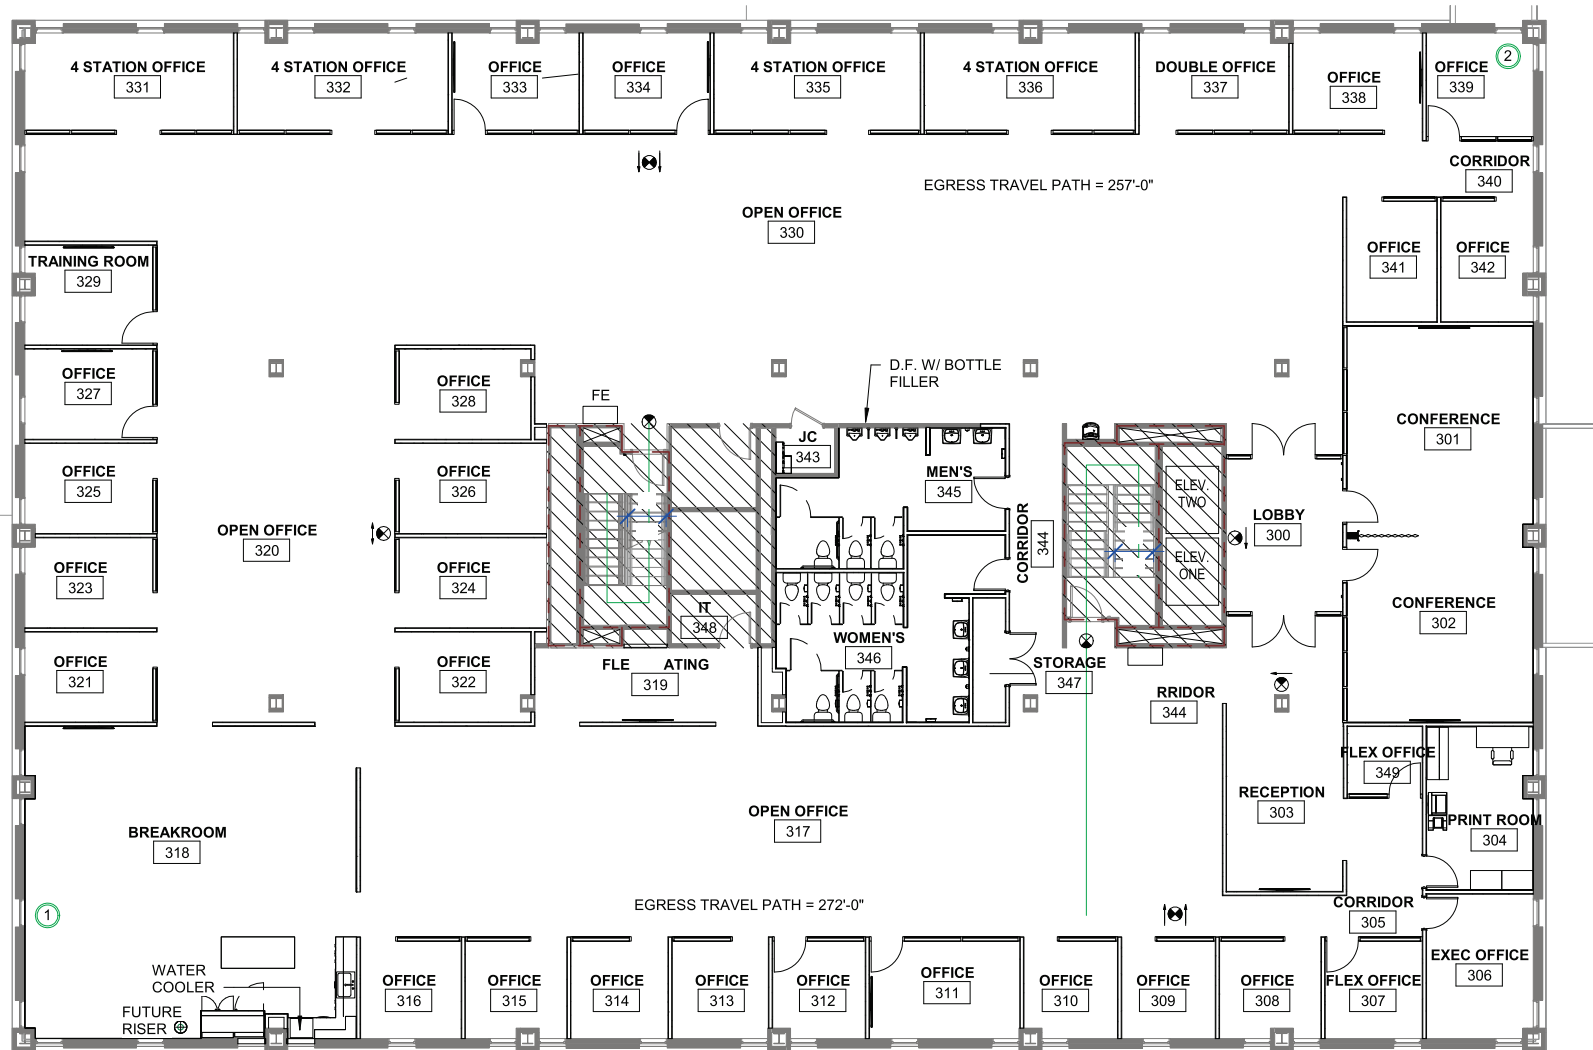 4 STATION OFFICE
331
4 STATION OFFICE
332
OFFICE
333
OFFICE
334
4 STATION OFFICE
335
4 STATION OFFICE
336
DOUBLE OFFICE
337
OFFICE
338
OFFICE
339
2
CORRIDOR
340
EGRESS TRAVEL PATH = 257'-0"
OPEN OFFICE
330
TRAINING ROOM
329
OFFICE
341
OFFICE
342
OFFICE
327
OFFICE
328
FE
D.F. W/ BOTTLE
FILLER
CONFERENCE
301
JC
343
MEN'S
345
OFFICE
325
OFFICE
326
ELEV.
TWO
LOBBY
300
OPEN OFFICE
320
CORRIDOR
344
ELEV.
ONE
OFFICE
323
OFFICE
324
CONFERENCE
302
IT
348
WOMEN'S
346
OFFICE
321
OFFICE
322
FLE ATING
319
STORAGE
347
RRIDOR
344
FLEX OFFICE
349
RECEPTION
303
PRINT ROOM
304
OPEN OFFICE
317
BREAKROOM
318
EGRESS TRAVEL PATH = 272'-0"
1
CORRIDOR
305
EXEC OFFICE
306
WATER
COOLER
FUTURE
RISER
OFFICE
316
OFFICE
315
OFFICE
314
OFFICE
313
OFFICE
312
OFFICE
311
OFFICE
310
OFFICE
309
OFFICE
308
FLEX OFFICE
307